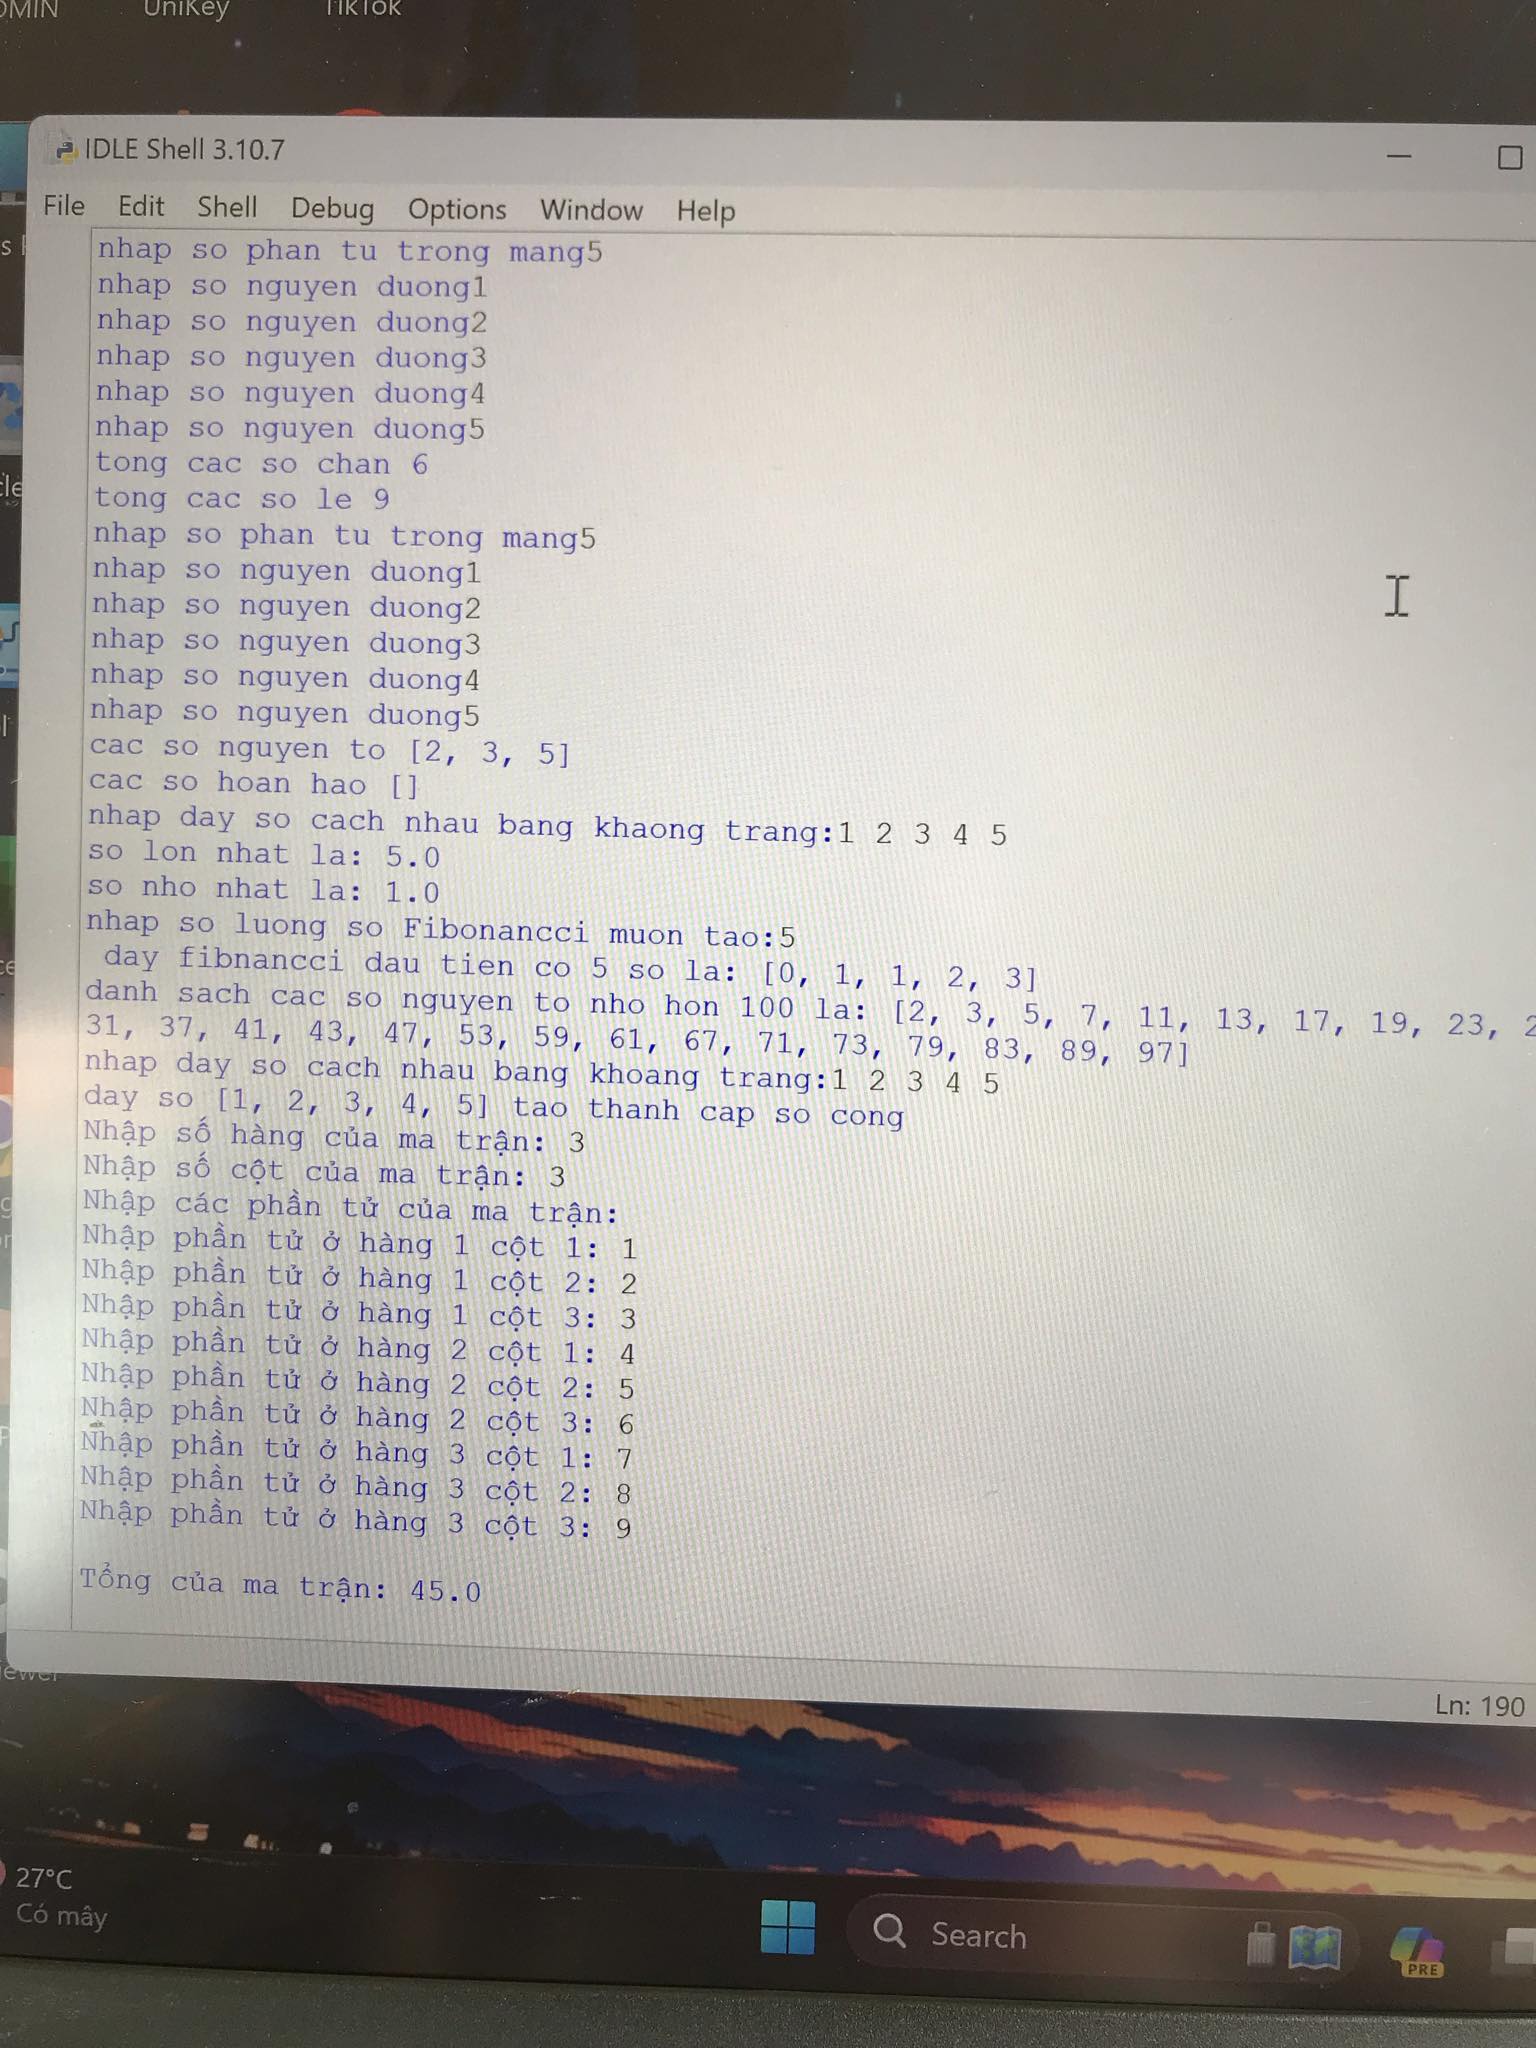 UniKey
TikTok
IDLE Shell 3.10.7
File Edit Shell Debug Options Window Help
nhap so phan tu trong mang5
nhap so nguyen duong1
nhap so nguyen duong2
nhap so nguyen duong3
nhap so nguyen duong4
nhap so nguyen duong5
tong cac so chan 6
tong cac so le 9
nhap so phan tu trong mang5
nhap so nguyen duong1
nhap so nguyen duong2
nhap so nguyen duong3
nhap so nguyen duong4
nhap so nguyen duong5
cac so nguyen to [2, 3, 5]
cac so hoan hao []
nhap day so cach nhau bang khaong trang:1 2 3 4 5
so lon nhat la: 5.0
so nho nhat la: 1.0
nhap so luong so Fibonancci muon tao:5
day fibnancci dau tien co 5 so la: [0, 1, 1, 2, 3]
danh sach cac so nguyen to nho hon 100 la: [2, 3, 5, 7, 11, 13, 17, 19, 23, 2
31, 37, 41, 43, 47, 53, 59, 61, 67, 71, 73, 79, 83, 89, 97]
nhap day so cach nhau bang khoang trang:1 2 3 4 5
day so [1, 2, 3, 4, 5] tao thanh cap so cong
Nhập số hàng của ma trận: 3
Nhập số cột của ma trận: 3
Nhập các phần tử của ma trận:
Nhập phần tử ở hàng 1 cột 1: 1
Nhập phần tử ở hàng 1 cột 2: 2
Nhập phần tử ở hàng 1 cột 3: 3
Nhập phần tử ở hàng 2 cột 1: 4
Nhập phần tử ở hàng 2 cột 2: 5
Nhập phần tử ở hàng 2 cột 3: 6
Nhập phần tử ở hàng 3 cột 1: 7
Nhập phần tử ở hàng 3 cột 2: 8
Nhập phần tử ở hàng 3 cột 3: 9
Tổng của ma trận: 45.0
Ln: 190
27°C
Có mây
Search
PRE